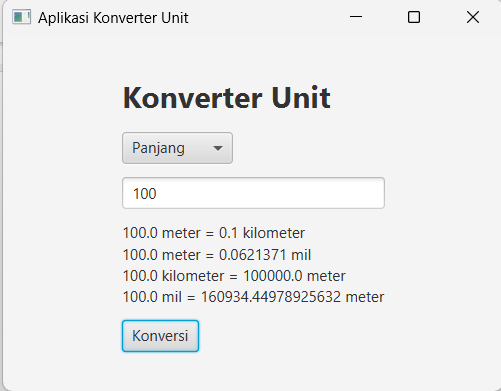 Aplikasi Konverter Unit
Konverter Unit
Panjang
100
100.0 meter = 0.1 kilometer
100.0 meter = 0.0621371 mil
100.0 kilometer = 100000.0 meter
100.0 mil = 160934.44978925632 meter
Konversi